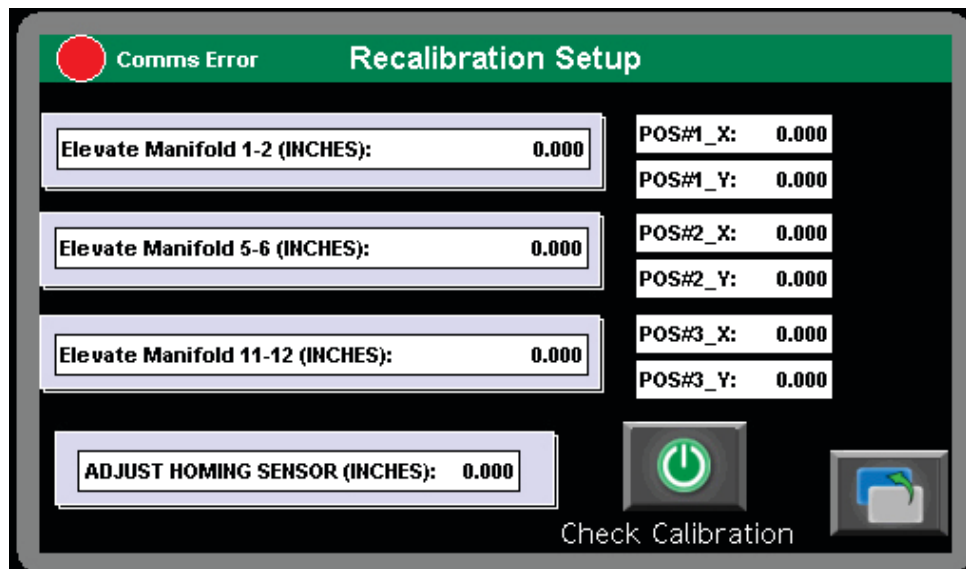 Comms Error Recalibration Setup
Elevate Manifold 1-2 (INCHES): 0.000
POS#1_X: 0.000
POS#1_Y: 0.000
Elevate Manifold 5-6 (INCHES): 0.000
POS#2_X: 0.000
POS#2_Y: 0.000
Elevate Manifold 11-12 (INCHES): 0.000
POS#3_X: 0.000
POS#3_Y: 0.000
ADJUST HOMING SENSOR (INCHES): 0.000
Check Calibration